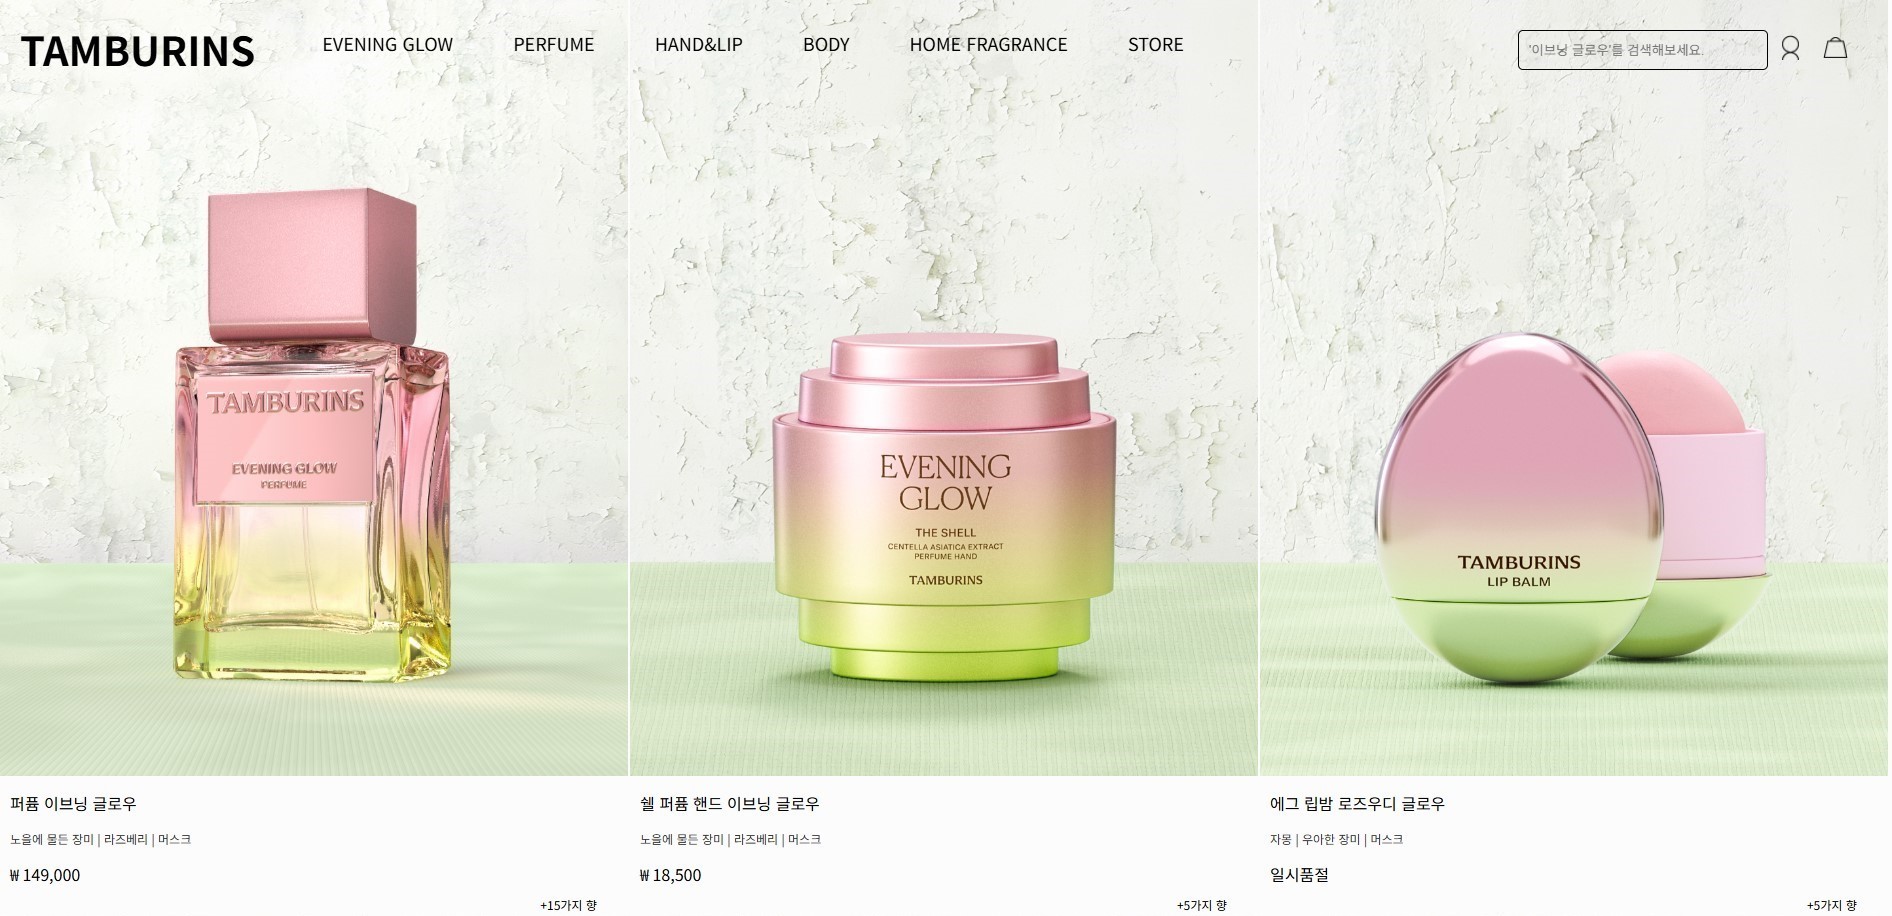 TAMBURINS
EVENING GLOW
PERFUME
HAND&LIP
BODY
HOME FRAGRANCE
STORE
'이브닝 글로우'를 검색해보세요.
TAMBURINS
EVENING GLOW
PERFUME
EVENING
GLOW
THE SHELL
CENTELLA ASIATICA EXTRACT
PERFUME HAND
TAMBURINS
TAMBURINS
LIP BALM
퍼퓸 이브닝 글로우
노을에 물든 장미 | 라즈베리 | 머스크
₩ 149,000
+15가지 향
쉘 퍼퓸 핸드 이브닝 글로우
노을에 물든 장미 | 라즈베리 | 머스크
₩ 18,500
+5가지 향
에그 립밤 로즈우디 글로우
자몽 | 우아한 장미 | 머스크
일시품절
+5가지 향